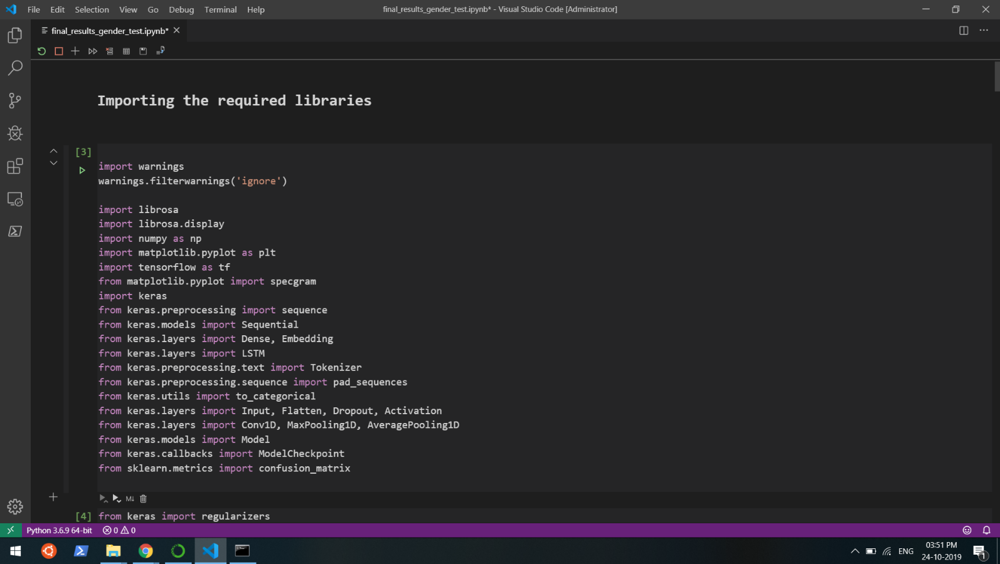 File Edit Selection View Go Debug Terminal Help
final_results_gender_test.ipynb* - Visual Studio Code [Administrator]
final_results_gender_test.ipynb*
Importing the required libraries
[3]
import warnings
warnings.filterwarnings('ignore')
import librosa
import librosa.display
import numpy as np
import matplotlib.pyplot as plt
import tensorflow as tf
from matplotlib.pyplot import specgram
import keras
from keras.preprocessing import sequence
from keras.models import Sequential
from keras.layers import Dense, Embedding
from keras.layers import LSTM
from keras.preprocessing.text import Tokenizer
from keras.preprocessing.sequence import pad_sequences
from keras.utils import to_categorical
from keras.layers import Input, Flatten, Dropout, Activation
from keras.layers import Conv1D, MaxPooling1D, AveragePooling1D
from keras.models import Model
from keras.callbacks import ModelCheckpoint
from sklearn.metrics import confusion_matrix
M↓
[4] from keras import regularizers
Python 3.6.9 64-bit 0 0
ENG
03:51 PM
24-10-2019
1